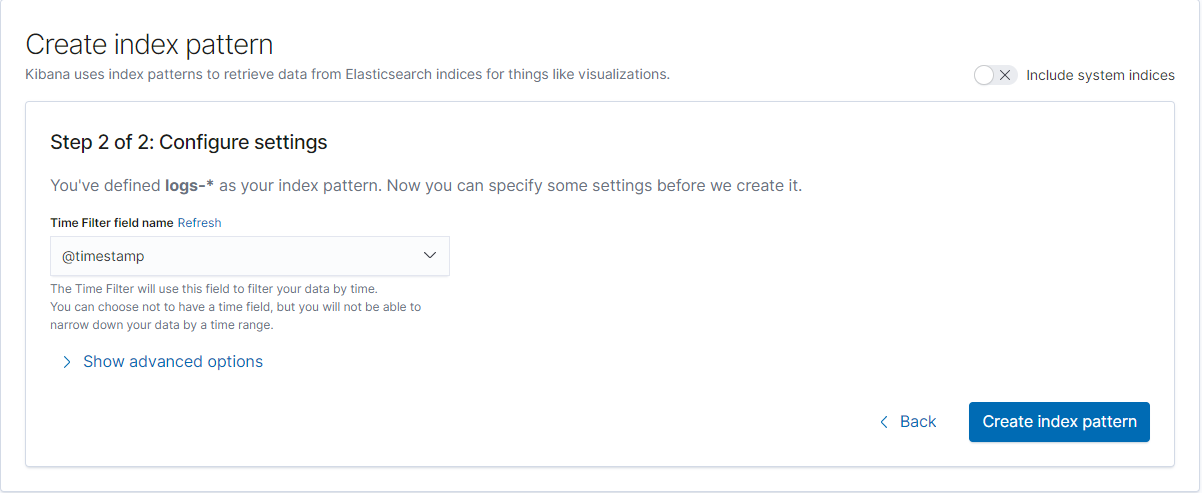 Create index pattern
Kibana uses index patterns to retrieve data from Elasticsearch indices for things like visualizations.
Include system indices
Step 2 of 2: Configure settings
You've defined logs-* as your index pattern. Now you can specify some settings before we create it.
Time Filter field name Refresh
@timestamp
The Time Filter will use this field to filter your data by time.
You can choose not to have a time field, but you will not be able to
narrow down your data by a time range.
Show advanced options
Back
Create index pattern